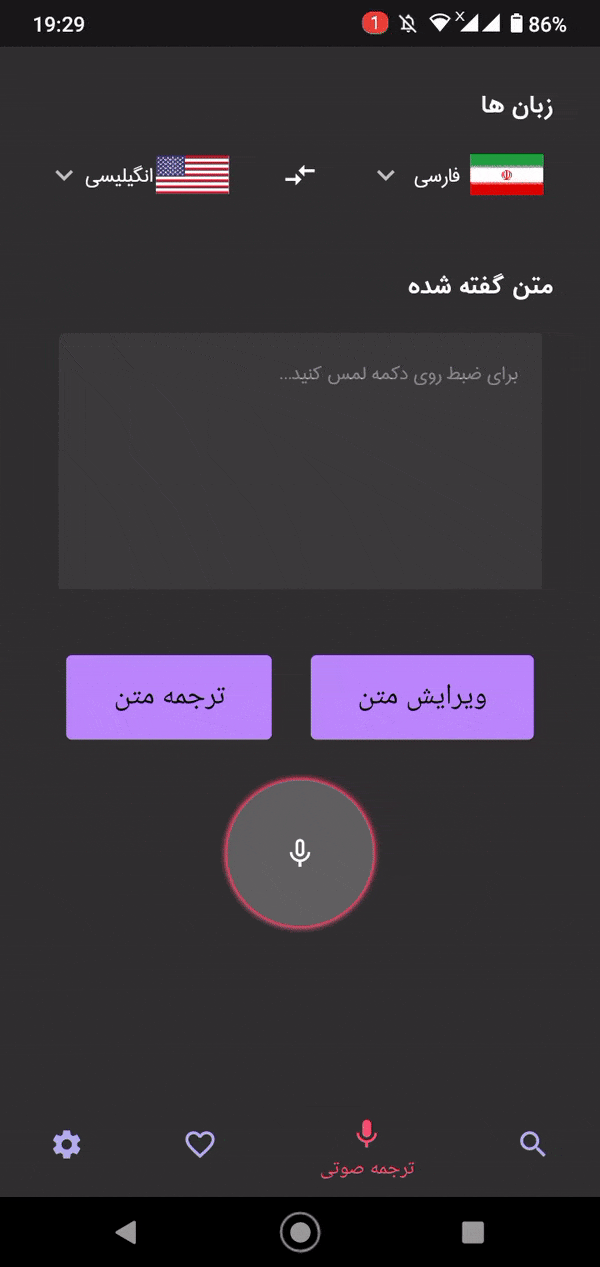 19:29
1
x
86%
زبان ها
فارسی
انگیلیسی
متن گفته شده
برای ضبط روی دکمه لمس کنید...
ویرایش متن
ترجمه متن
ترجمه صوتی